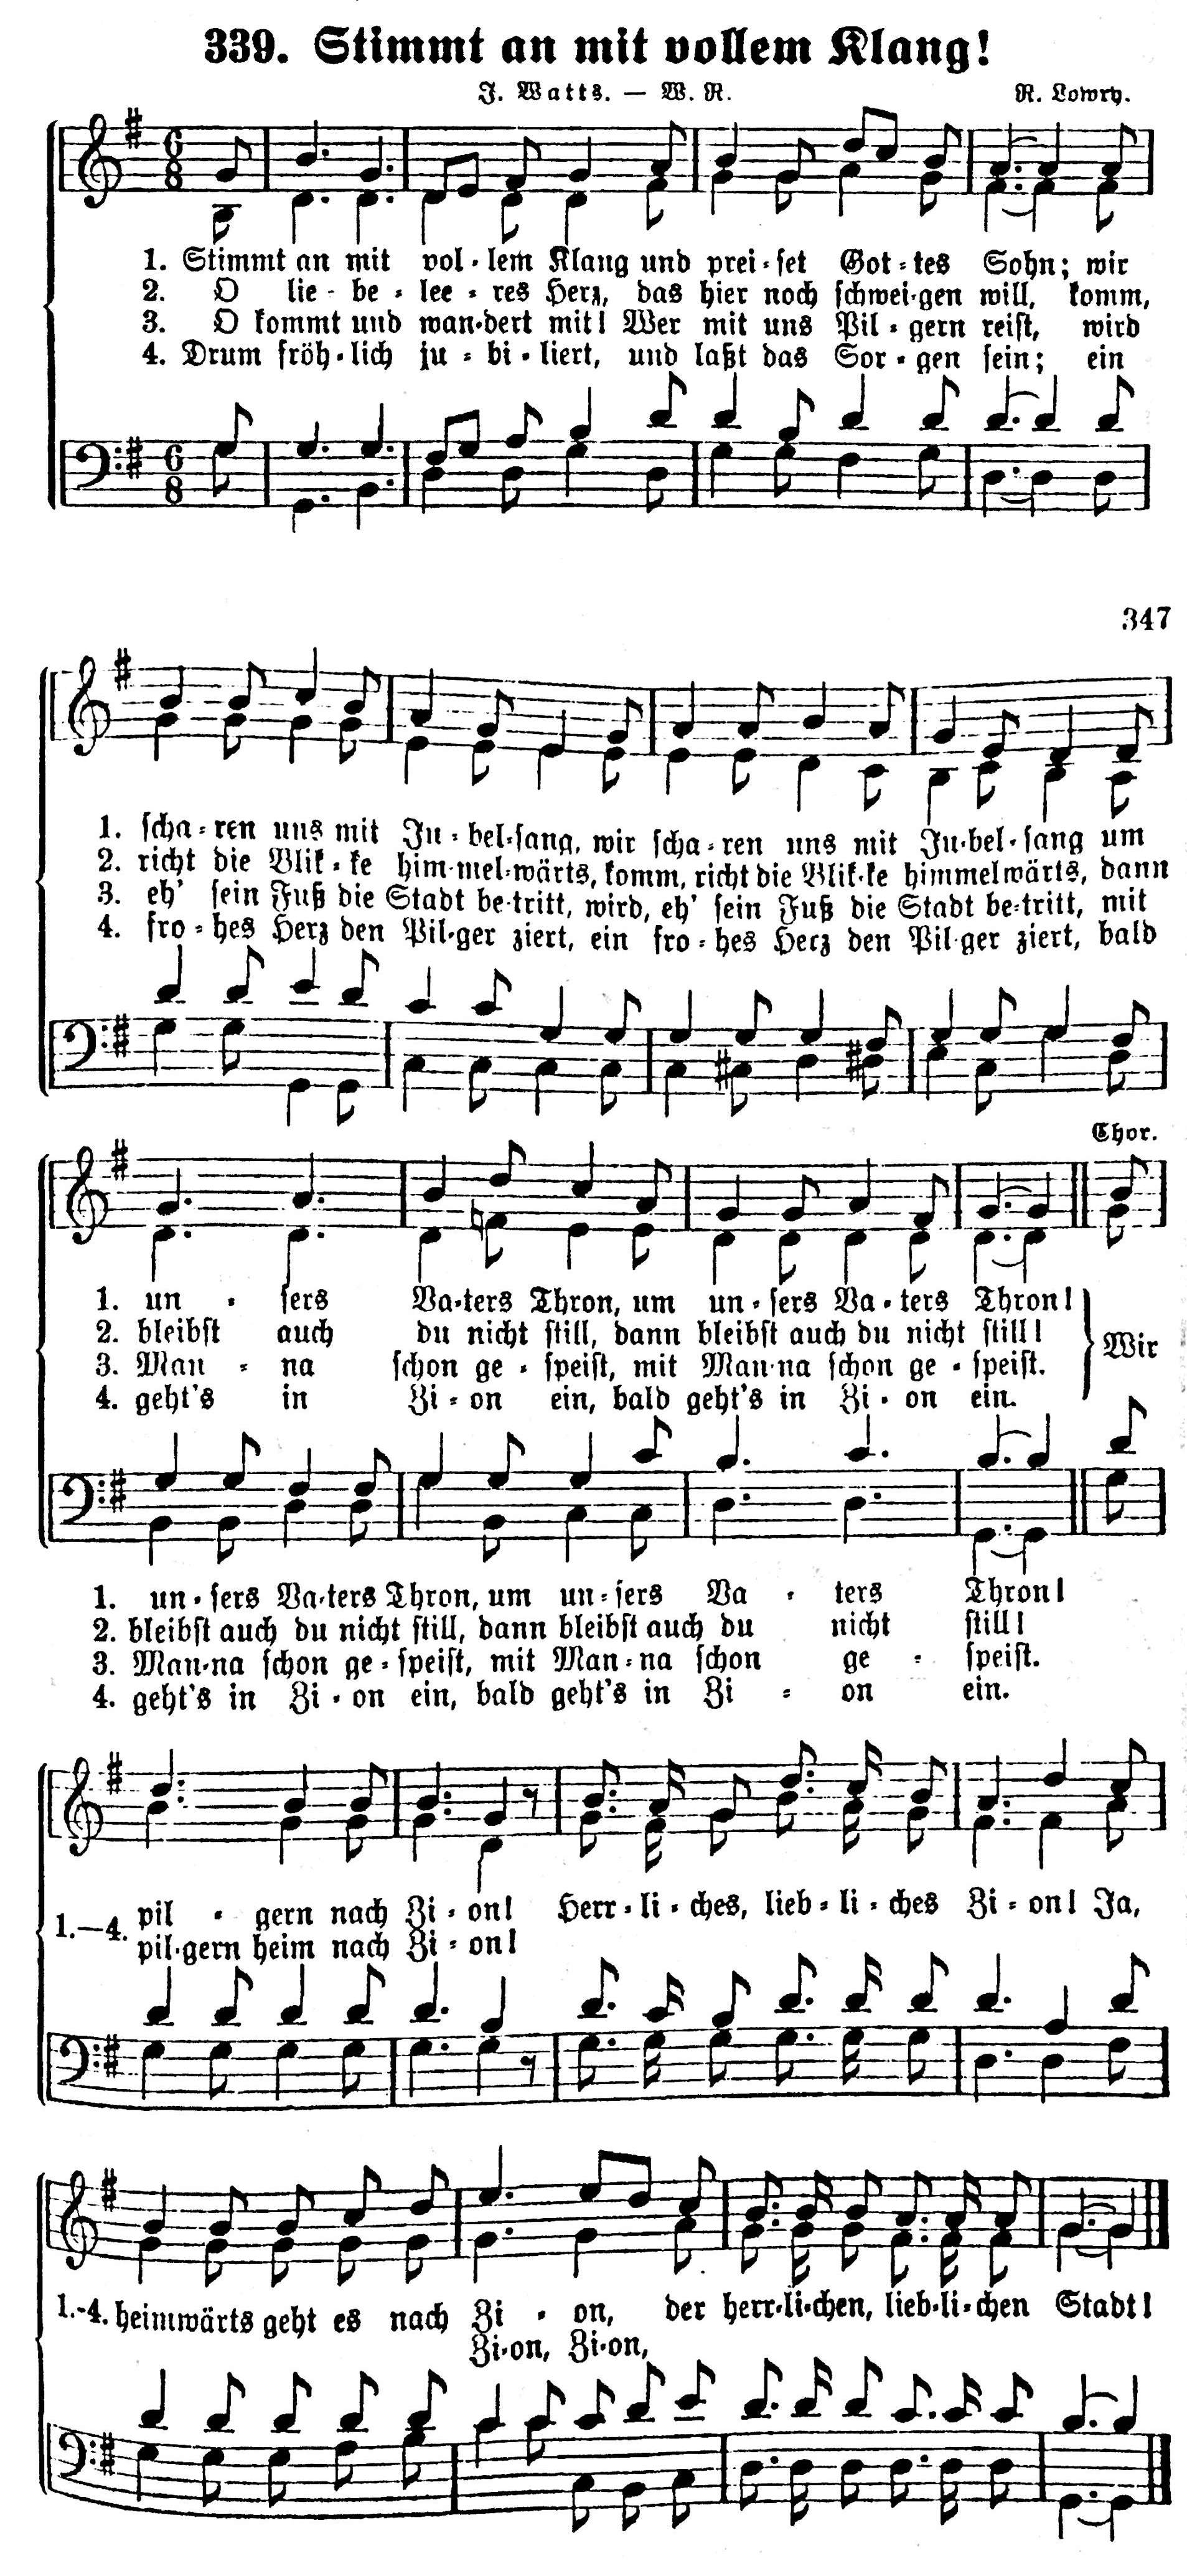 339. Stimmt an mit vollem Klang!
J. Watts. — W. R. R. Lowry.
1. Stimmt an mit vol-lem Klang und prei-set Got-tes Sohn; wir
2. O lie-be-lee-res Herz, das hier noch schwei-gen will, komm,
3. O kommt und wan-dert mit! Wer mit uns Pil-gern reist, wird
4. Drum fröh-lich ju-bi-liert, und laßt das Sor-gen sein; ein
347
1. scha-ren uns mit Ju-bel-sang, wir scha-ren uns mit Ju-bel-sang um
2. richt die Blik-ke him-mel-wärts, komm, richt die Blik-ke himmelwärts, dann
3. eh' sein Fuß die Stadt be-tritt, wird, eh' sein Fuß die Stadt be-tritt, mit
4. fro-hes Herz den Pil-ger ziert, ein fro-hes Herz den Pil-ger ziert, bald
Chor.
1. un - sers Va-ters Thron, um un-sers Va-ters Thron!
2. bleibst auch du nicht still, dann bleibst auch du nicht still!
Wir
3. Man - na schon ge-speist, mit Man-na schon ge-speist.
4. geht's in Zi-on ein, bald geht's in Zi-on ein.
1. un-sers Va-ters Thron, um un-sers Va - ters Thron!
2. bleibst auch du nicht still, dann bleibst auch du nicht still!
3. Man-na schon ge-speist, mit Man-na schon ge - speist.
4. geht's in Zi-on ein, bald geht's in Zi - on ein.
1.—4. pil - gern nach Zi-on! Herr-li-ches, lieb-li-ches Zi-on! Ja,
pil-gern heim nach Zi-on!
1.-4. heimwärts geht es nach Zi - on, der herr-li-chen, lieb-li-chen Stadt!
Zi-on, Zi-on,